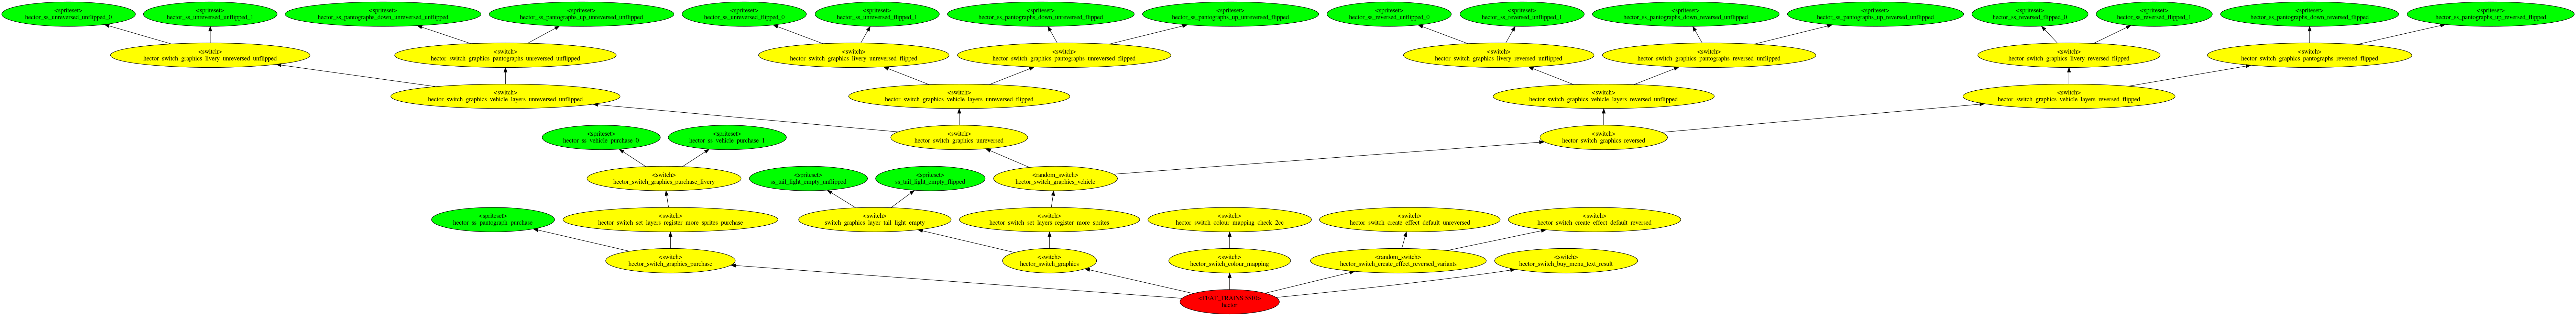 <spriteset>
hector_ss_unreversed_unflipped_0
<spriteset>
hector_ss_unreversed_unflipped_1
<spriteset>
hector_ss_pantographs_down_unreversed_unflipped
<spriteset>
hector_ss_pantographs_up_unreversed_unflipped
<spriteset>
hector_ss_unreversed_flipped_0
<spriteset>
hector_ss_unreversed_flipped_1
<spriteset>
hector_ss_pantographs_down_unreversed_flipped
<spriteset>
hector_ss_pantographs_up_unreversed_flipped
<spriteset>
hector_ss_reversed_unflipped_0
<spriteset>
hector_ss_reversed_unflipped_1
<spriteset>
hector_ss_pantographs_down_reversed_unflipped
<spriteset>
hector_ss_pantographs_up_reversed_unflipped
<spriteset>
hector_ss_reversed_flipped_0
<spriteset>
hector_ss_reversed_flipped_1
<spriteset>
hector_ss_pantographs_down_reversed_flipped
<spriteset>
hector_ss_pantographs_up_reversed_flipped
<switch>
hector_switch_graphics_livery_unreversed_unflipped
<switch>
hector_switch_graphics_pantographs_unreversed_unflipped
<switch>
hector_switch_graphics_livery_unreversed_flipped
<switch>
hector_switch_graphics_pantographs_unreversed_flipped
<switch>
hector_switch_graphics_livery_reversed_unflipped
<switch>
hector_switch_graphics_pantographs_reversed_unflipped
<switch>
hector_switch_graphics_livery_reversed_flipped
<switch>
hector_switch_graphics_pantographs_reversed_flipped
<switch>
hector_switch_graphics_vehicle_layers_unreversed_unflipped
<switch>
hector_switch_graphics_vehicle_layers_unreversed_flipped
<switch>
hector_switch_graphics_vehicle_layers_reversed_unflipped
<switch>
hector_switch_graphics_vehicle_layers_reversed_flipped
<spriteset>
hector_ss_vehicle_purchase_0
<spriteset>
hector_ss_vehicle_purchase_1
<switch>
hector_switch_graphics_unreversed
<switch>
hector_switch_graphics_reversed
<switch>
hector_switch_graphics_purchase_livery
<spriteset>
ss_tail_light_empty_unflipped
<spriteset>
ss_tail_light_empty_flipped
<random_switch>
hector_switch_graphics_vehicle
<spriteset>
hector_ss_pantograph_purchase
<switch>
hector_switch_set_layers_register_more_sprites_purchase
<switch>
switch_graphics_layer_tail_light_empty
<switch>
hector_switch_set_layers_register_more_sprites
<switch>
hector_switch_colour_mapping_check_2cc
<switch>
hector_switch_create_effect_default_unreversed
<switch>
hector_switch_create_effect_default_reversed
<switch>
hector_switch_graphics_purchase
<switch>
hector_switch_graphics
<switch>
hector_switch_colour_mapping
<random_switch>
hector_switch_create_effect_reversed_variants
<switch>
hector_switch_buy_menu_text_result
hector